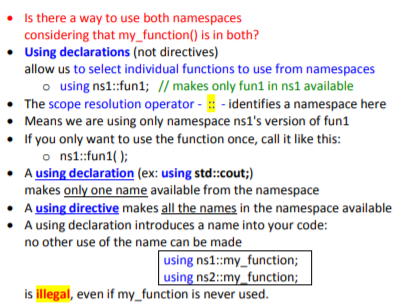 • Is there a way to use both namespaces
considering that my_function() is in both?
• Using declarations (not directives)
allow us to select individual functions to use from namespaces
o using ns1::fun1; // makes only fun1 in ns1 available
• The scope resolution operator - :: - identifies a namespace here
• Means we are using only namespace ns1's version of fun1
• If you only want to use the function once, call it like this:
o ns1::fun1( );
• A using declaration (ex: using std::cout;)
makes only one name available from the namespace
• A using directive makes all the names in the namespace available
• A using declaration introduces a name into your code:
no other use of the name can be made
using ns1::my_function;
using ns2::my_function;
is illegal, even if my_function is never used.